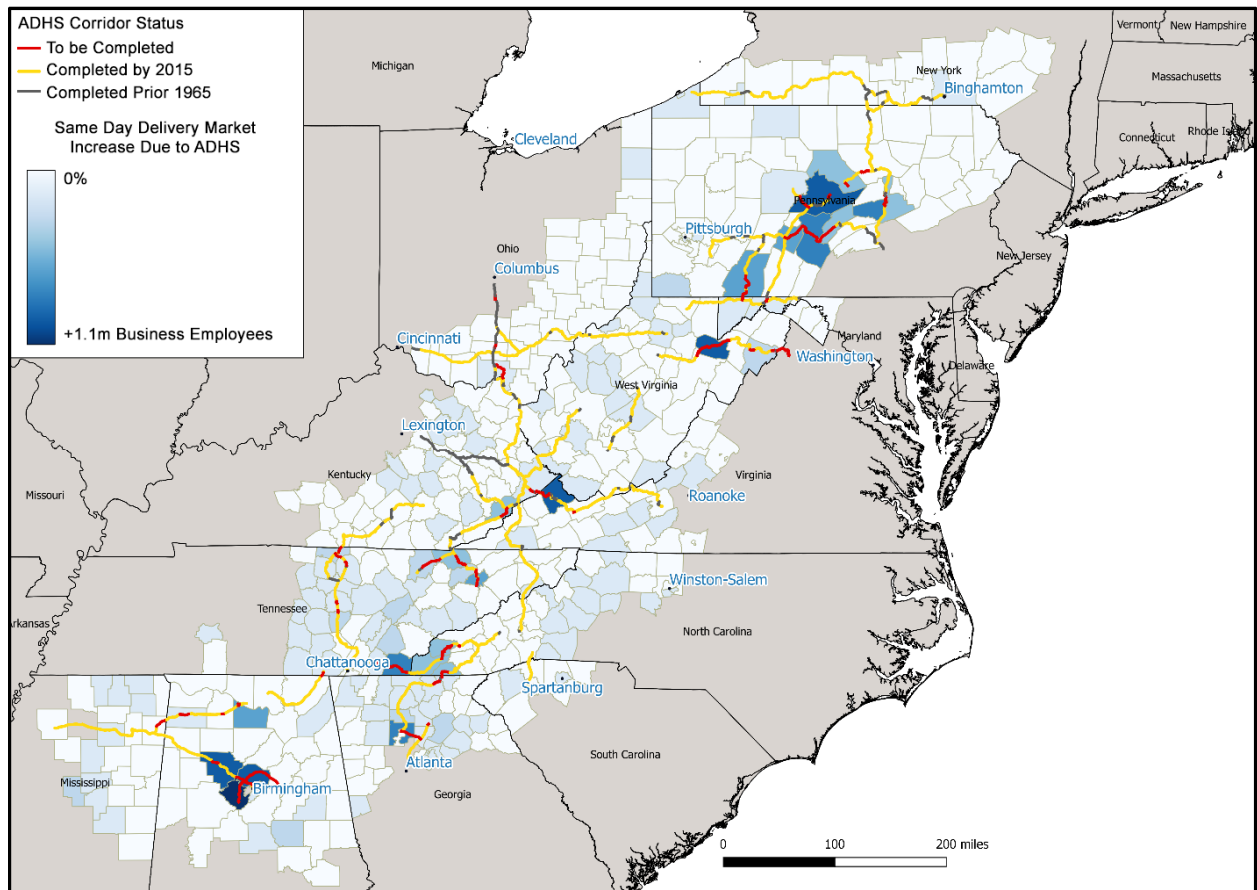 ADHS Corridor Status
To be Completed
Completed by 2015
Completed Prior 1965
Same Day Delivery Market
Increase Due to ADHS
0%
+1.1m Business Employees
Vermont
New Hampshire
Michigan
New York
Binghamton
Massachusetts
Connecticut
Rhode Island
Cleveland
Pennsylvania
Pittsburgh
Ohio
New Jersey
Columbus
Cincinnati
Maryland
Washington
Delaware
West Virginia
Lexington
Kentucky
Virginia
Missouri
Roanoke
Winston-Salem
Tennessee
Arkansas
North Carolina
Chattanooga
Spartanburg
South Carolina
Atlanta
Mississippi
Birmingham
Georgia
0
100
200 miles